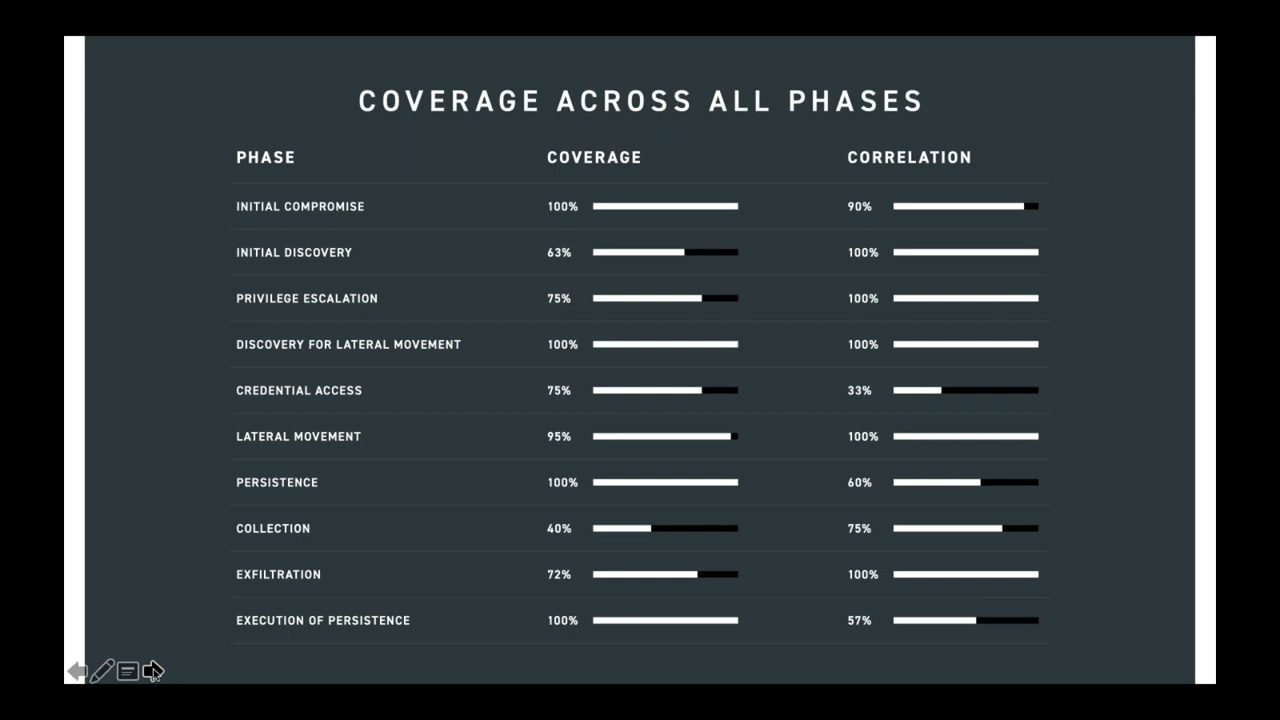 COVERAGE ACROSS ALL PHASES
PHASE COVERAGE CORRELATION
INITIAL COMPROMISE 100% 90%
INITIAL DISCOVERY 63% 100%
PRIVILEGE ESCALATION 75% 100%
DISCOVERY FOR LATERAL MOVEMENT 100% 100%
CREDENTIAL ACCESS 75% 33%
LATERAL MOVEMENT 95% 100%
PERSISTENCE 100% 60%
COLLECTION 40% 75%
EXFILTRATION 72% 100%
EXECUTION OF PERSISTENCE 100% 57%